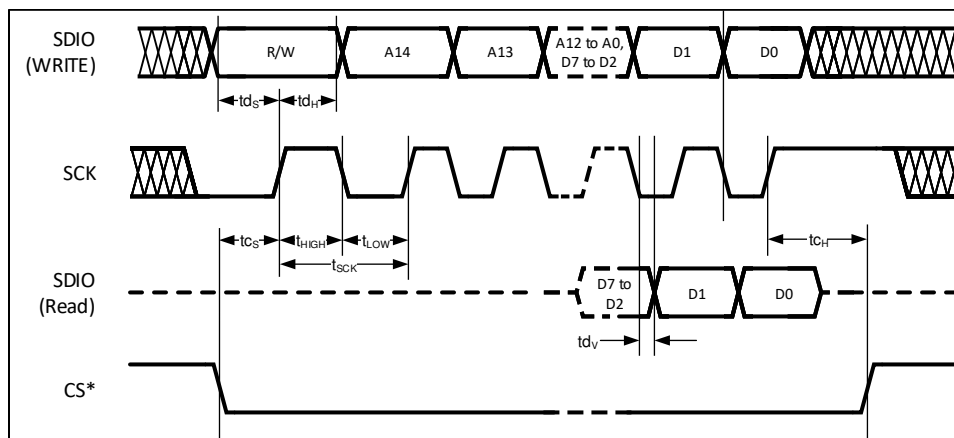 SDIO
(WRITE)
R/W
A14
A13
A12 to A0,
D7 to D2
D1
D0
tdS
tdH
SCK
tcS
tHIGH
tLOW
tcH
tSCK
SDIO
(Read)
D7 to
D2
D1
D0
tdV
CS*